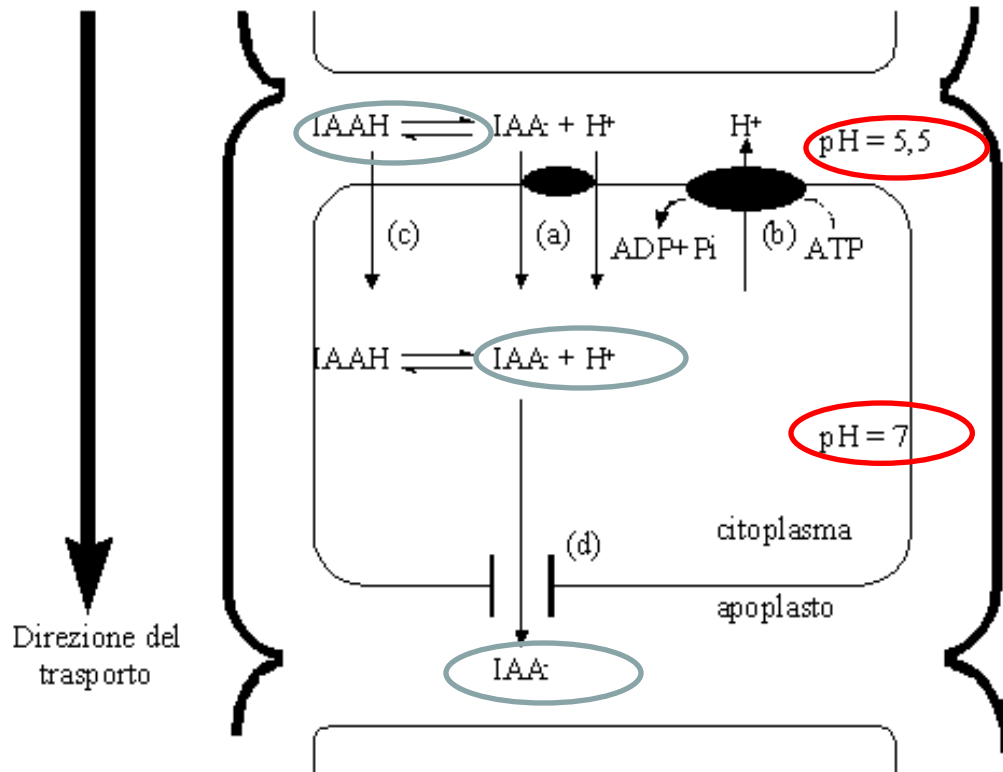 IAAH IAA- + H+ H+ pH = 5,5
(c) (a) (b)
ADP+ Pi ATP
IAAH IAA- + H+
pH = 7
citoplasma
(d)
apoplasto
Direzione del
trasporto
IAA-